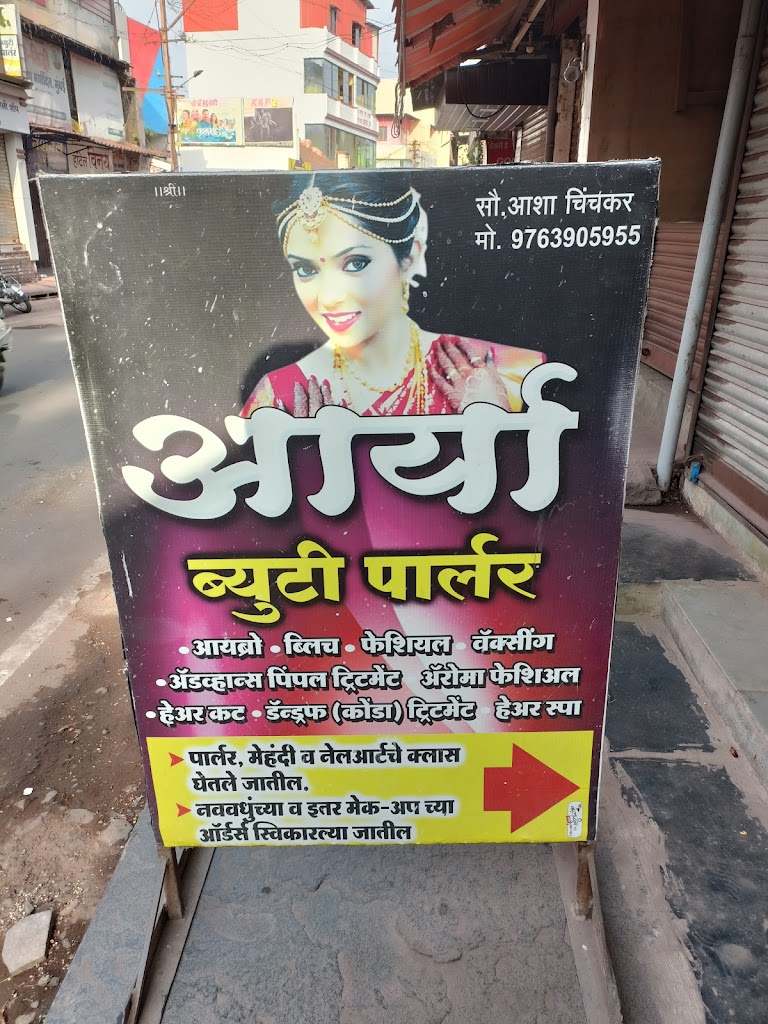 ॥श्री॥
सौ.आशा चिंचकर
मो. 9763905955
आर्या
ब्युटी पार्लर
•आयब्रो •ब्लिच •फेशियल •वॅक्सींग
•ॲडव्हान्स पिंपल ट्रिटमेंट •ॲरोमा फेशिअल
•हेअर कट •डॅन्ड्रफ (कोंडा) ट्रिटमेंट •हेअर स्पा
पार्लर, मेहंदी व नेलआर्टचे क्लास
घेतले जातील.
नववधुंच्या व इतर मेक-अप च्या
ऑर्डर्स स्विकारल्या जातील